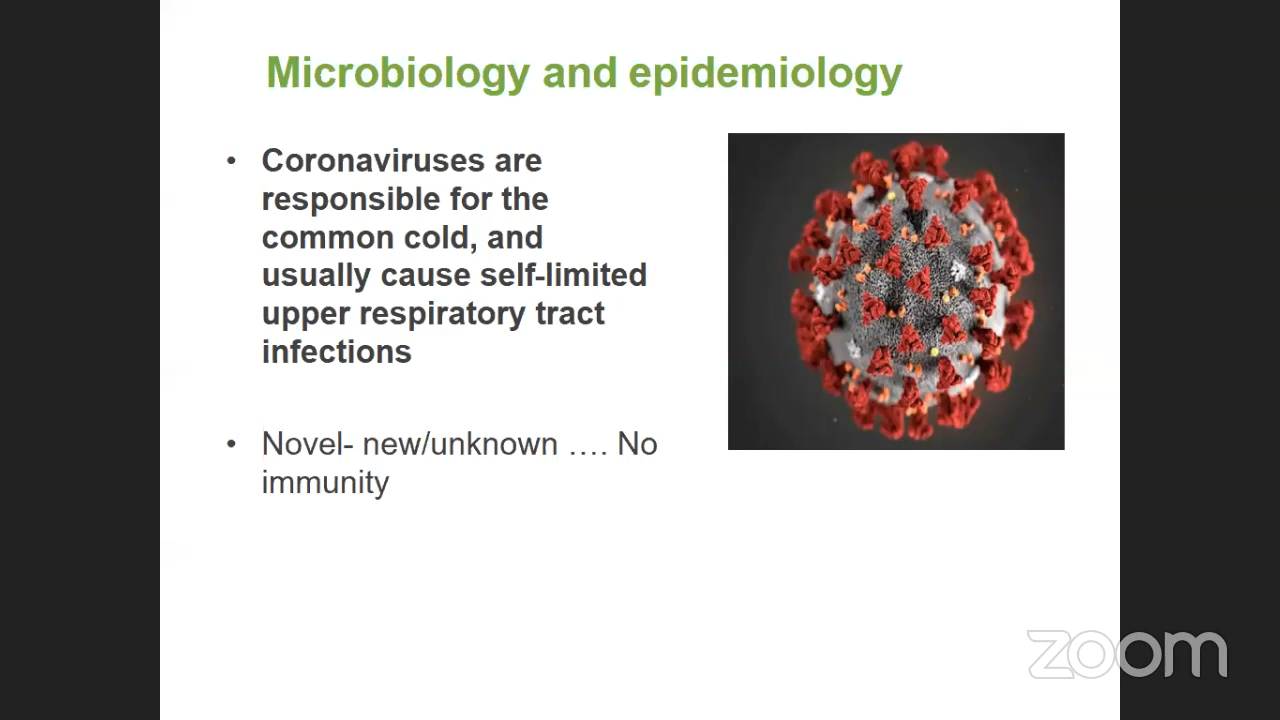 Microbiology and epidemiology
• Coronaviruses are
responsible for the
common cold, and
usually cause self-limited
upper respiratory tract
infections
• Novel- new/unknown …. No
immunity
zoom